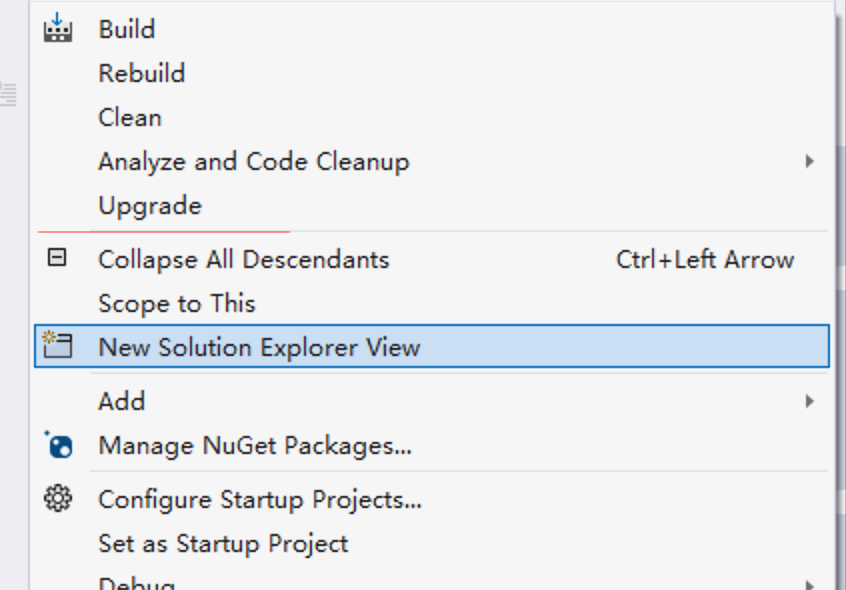 Build
Rebuild
Clean
Analyze and Code Cleanup
Upgrade
Collapse All Descendants Ctrl+Left Arrow
Scope to This
New Solution Explorer View
Add
Manage NuGet Packages...
Configure Startup Projects...
Set as Startup Project
Debug